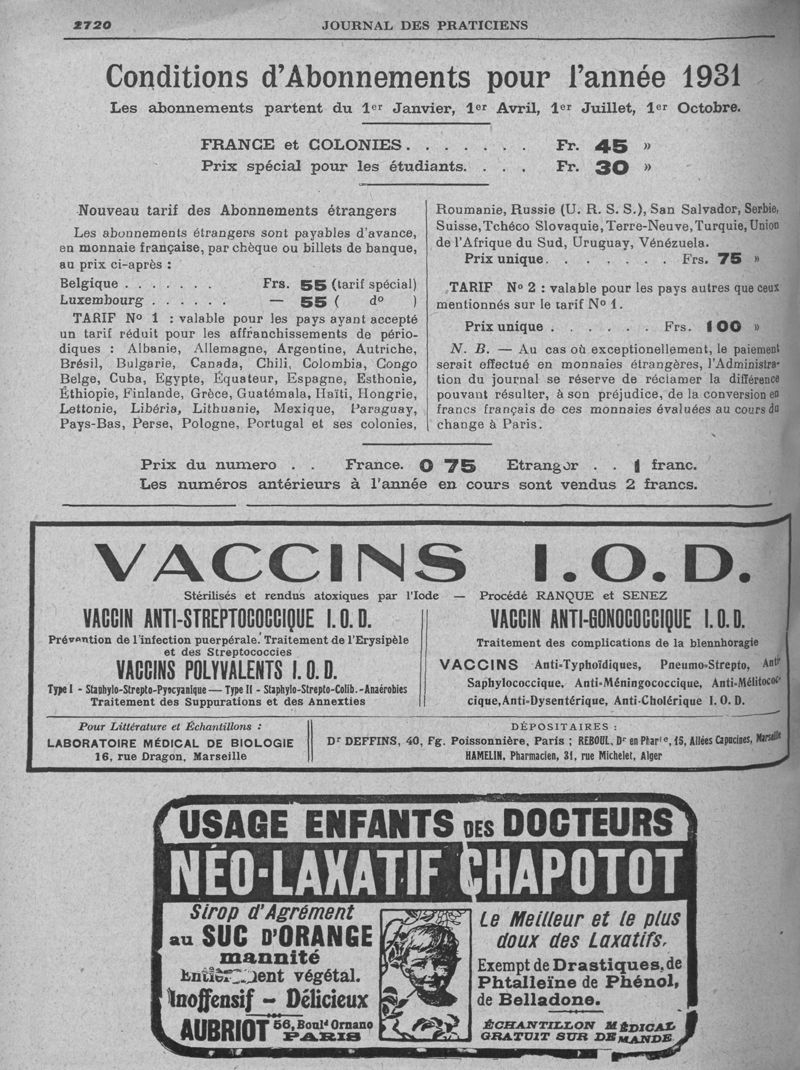 2720
JOURNAL DES PRATICIENS
Conditions d'Abonnements pour l'année 1931
Les abonnements partent du 1er Janvier, 1er Avril, 1er Juillet, 1er Octobre.
FRANCE et COLONIES. . . . . . . Fr. 45 »
Prix spécial pour les étudiants. . . . Fr. 30 »
Nouveau tarif des Abonnements étrangers
Les abonnements étrangers sont payables d'avance,
en monnaie française, par chèque ou billets de banque,
au prix ci-après :
Belgique . . . . . . . Frs. 55 (tarif spécial)
Luxembourg . . . . . . — 55 ( do )
TARIF No 1 : valable pour les pays ayant accepté
un tarif réduit pour les affranchissements de pério-
diques : Albanie, Allemagne, Argentine, Autriche,
Brésil, Bulgarie, Canada, Chili, Colombia, Congo
Belge, Cuba, Egypte, Équateur, Espagne, Esthonie,
Éthiopie, Finlande, Grèce, Guatémala, Haïti, Hongrie,
Lettonie, Libéria, Lithuanie, Mexique, Paraguay,
Pays-Bas, Perse, Pologne, Portugal et ses colonies,
Roumanie, Russie (U. R. S. S.), San Salvador, Serbie,
Suisse, Tchéco Slovaquie, Terre-Neuve, Turquie, Union
de l'Afrique du Sud, Uruguay, Vénézuela.
Prix unique. . . . . . . . Frs. 75 »
TARIF No 2 : valable pour les pays autres que ceux
mentionnés sur le tarif No 1.
Prix unique . . . . . . Frs. 100 »
N. B. — Au cas où exceptionellement, le paiement
serait effectué en monnaies étrangères, l'Administra-
tion du journal se réserve de réclamer la différence
pouvant résulter, à son préjudice, de la conversion en
francs français de ces monnaies évaluées au cours du
change à Paris.
Prix du numero . . France. 0 75 Etranger . . 1 franc.
Les numéros antérieurs à l'année en cours sont vendus 2 francs.
VACCINS I.O.D.
Stérilisés et rendus atoxiques par l'Iode — Procédé RANQUE et SENEZ
VACCIN ANTI-STREPTOCOCCIQUE I.O.D.
Prévention de l'infection puerpérale. Traitement de l'Erysipèle
et des Streptococcies
VACCINS POLYVALENTS I.O.D.
Type I - Staphylo-Strepto-Pyocyanique — Type II - Staphylo-Strepto-Colib.-Anaérobies
Traitement des Suppurations et des Annexties
VACCIN ANTI-GONOCOCCIQUE I.O.D.
Traitement des complications de la blennhoragie
VACCINS Anti-Typhoïdiques, Pneumo-Strepto, Anti-
Saphylococcique, Anti-Méningococcique, Anti-Mélitococ-
cique, Anti-Dysentérique, Anti-Cholérique I.O.D.
Pour Littérature et Échantillons :
LABORATOIRE MÉDICAL DE BIOLOGIE
16, rue Dragon, Marseille
DÉPOSITAIRES :
Dr DEFFINS, 40, Fg. Poissonnière, Paris ; REBOUL, Dr en Pharie, 15, Allées Capucines, Marseille
HAMELIN, Pharmacien, 31, rue Michelet, Alger
USAGE ENFANTS DES DOCTEURS
NÉO-LAXATIF CHAPOTOT
Sirop d'Agrément
au SUC D'ORANGE
mannité
ent végétal.
Inoffensif - Délicieux
AUBRIOT 56, Bould Ornano
PARIS
Le Meilleur et le plus
doux des Laxatifs.
Exempt de Drastiques, de
Phtalleïne de Phénol,
de Belladone.
ÉCHANTILLON MÉDICAL
GRATUIT SUR DEMANDE